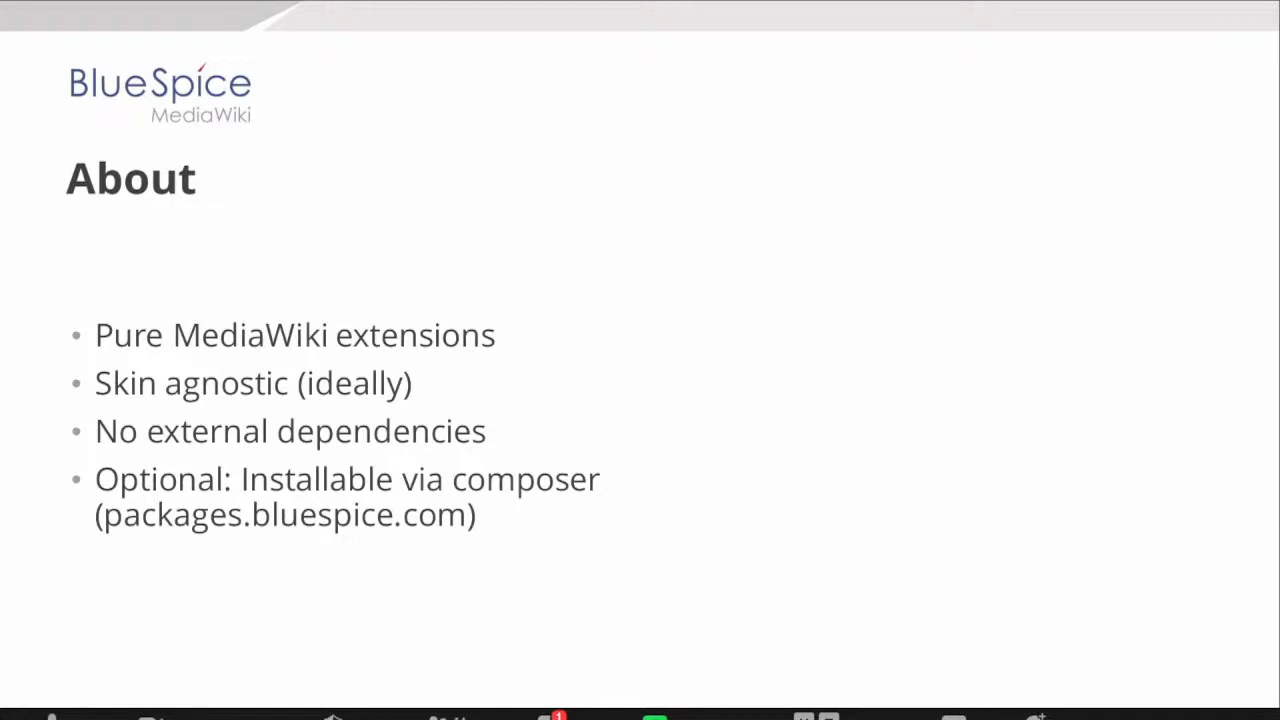 BlueSpice
MediaWiki
About
• Pure MediaWiki extensions
• Skin agnostic (ideally)
• No external dependencies
• Optional: Installable via composer
(packages.bluespice.com)
1